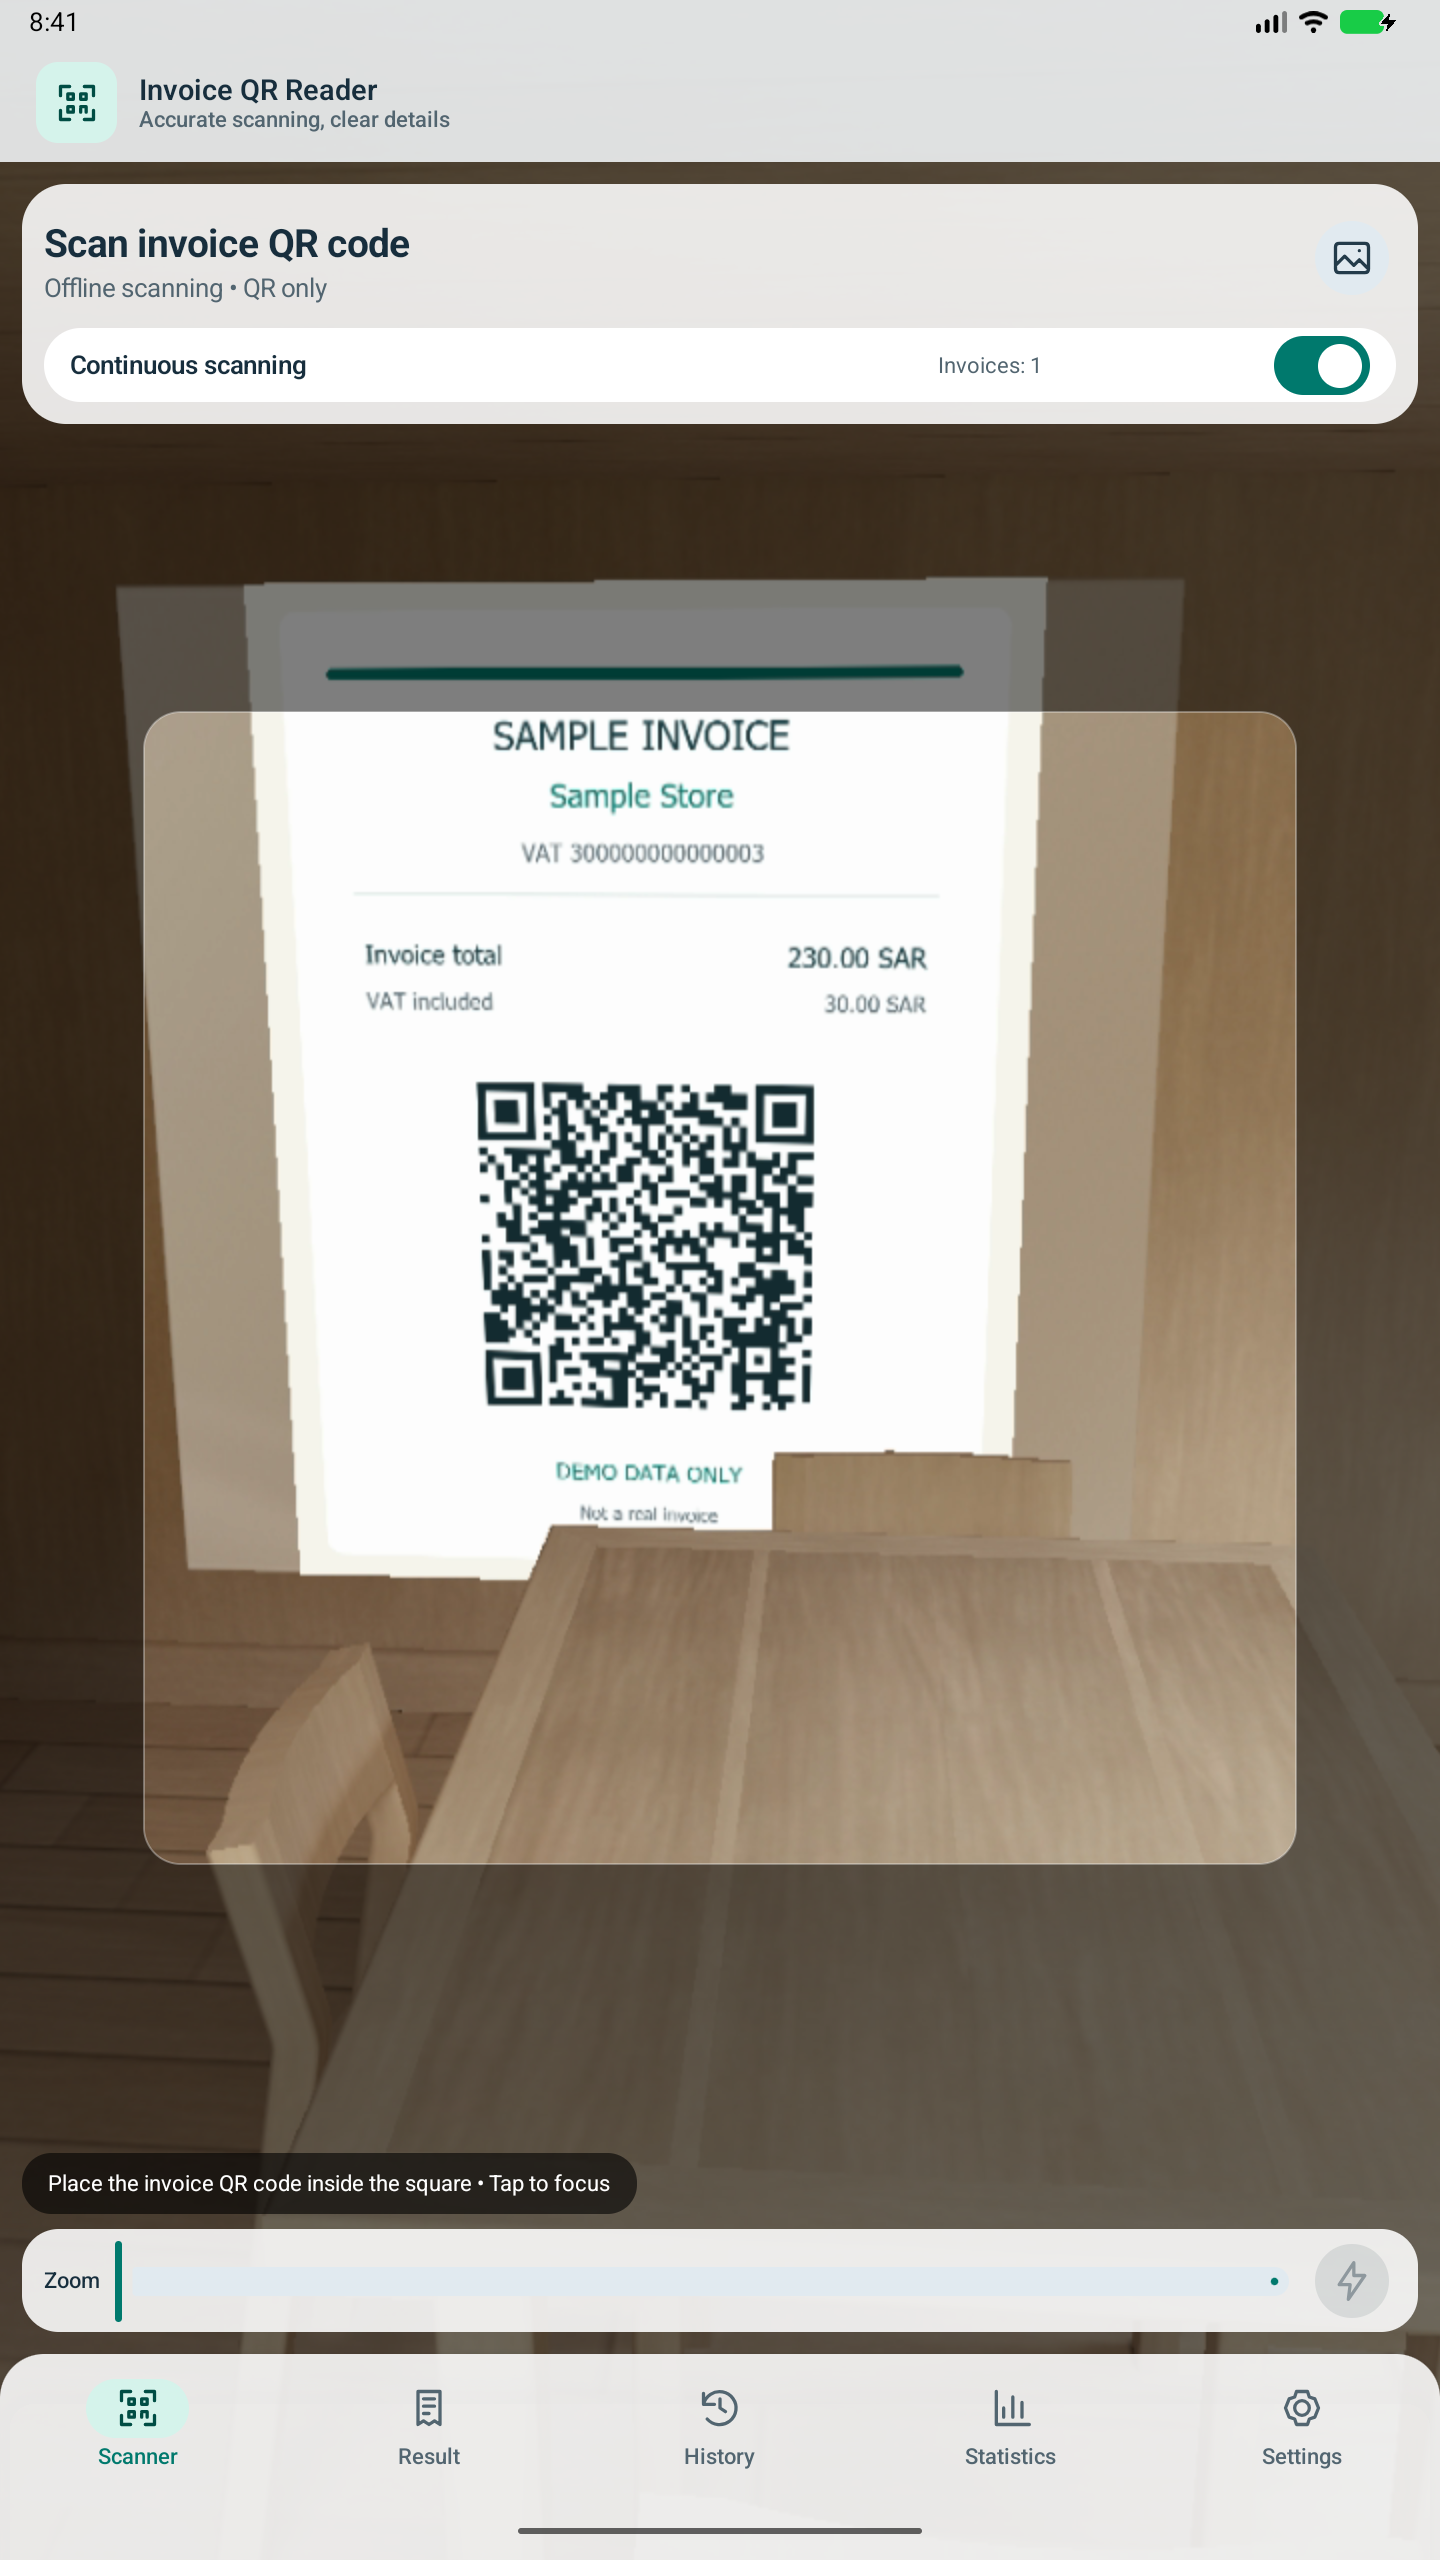 8:41
Invoice QR Reader
Accurate scanning, clear details
Scan invoice QR code
Offline scanning • QR only
Continuous scanning
Invoices: 1
SAMPLE INVOICE
Sample Store
VAT 300000000000003
Invoice total 230.00 SAR
VAT included 30.00 SAR
DEMO DATA ONLY
Not a real invoice
Place the invoice QR code inside the square • Tap to focus
Zoom
Scanner Result History Statistics Settings